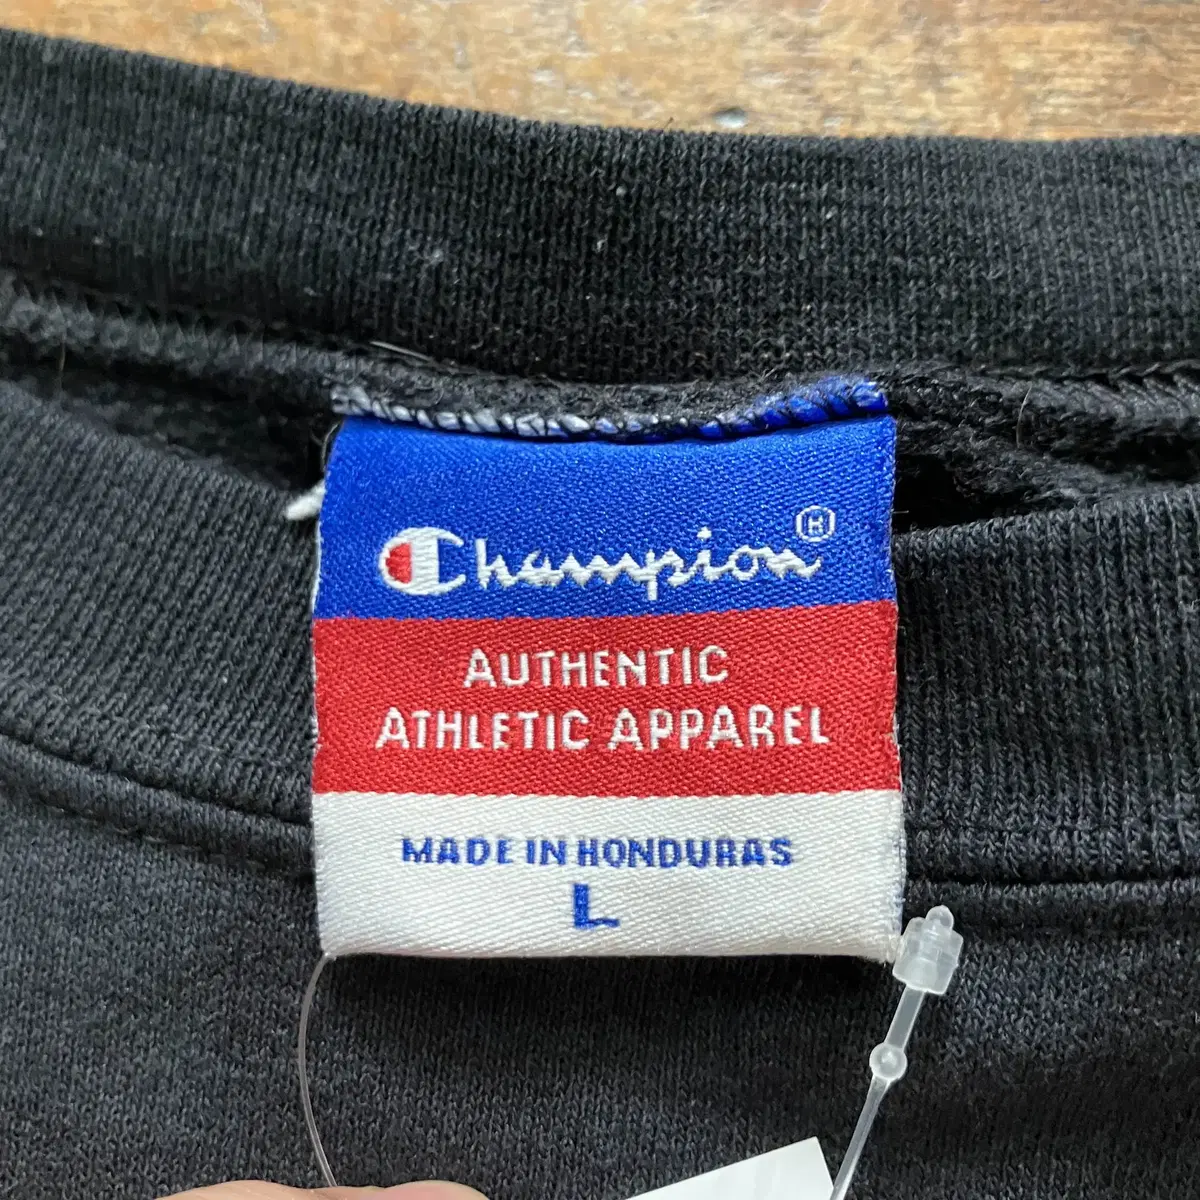 Champion®
AUTHENTIC
ATHLETIC APPAREL
MADE IN HONDURAS
L